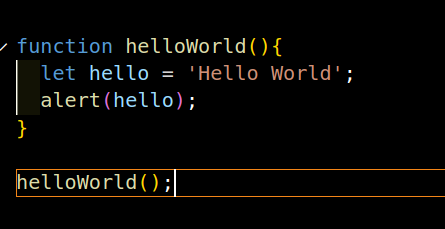 function helloWorld(){
let hello = 'Hello World';
alert(hello);
}
helloWorld();